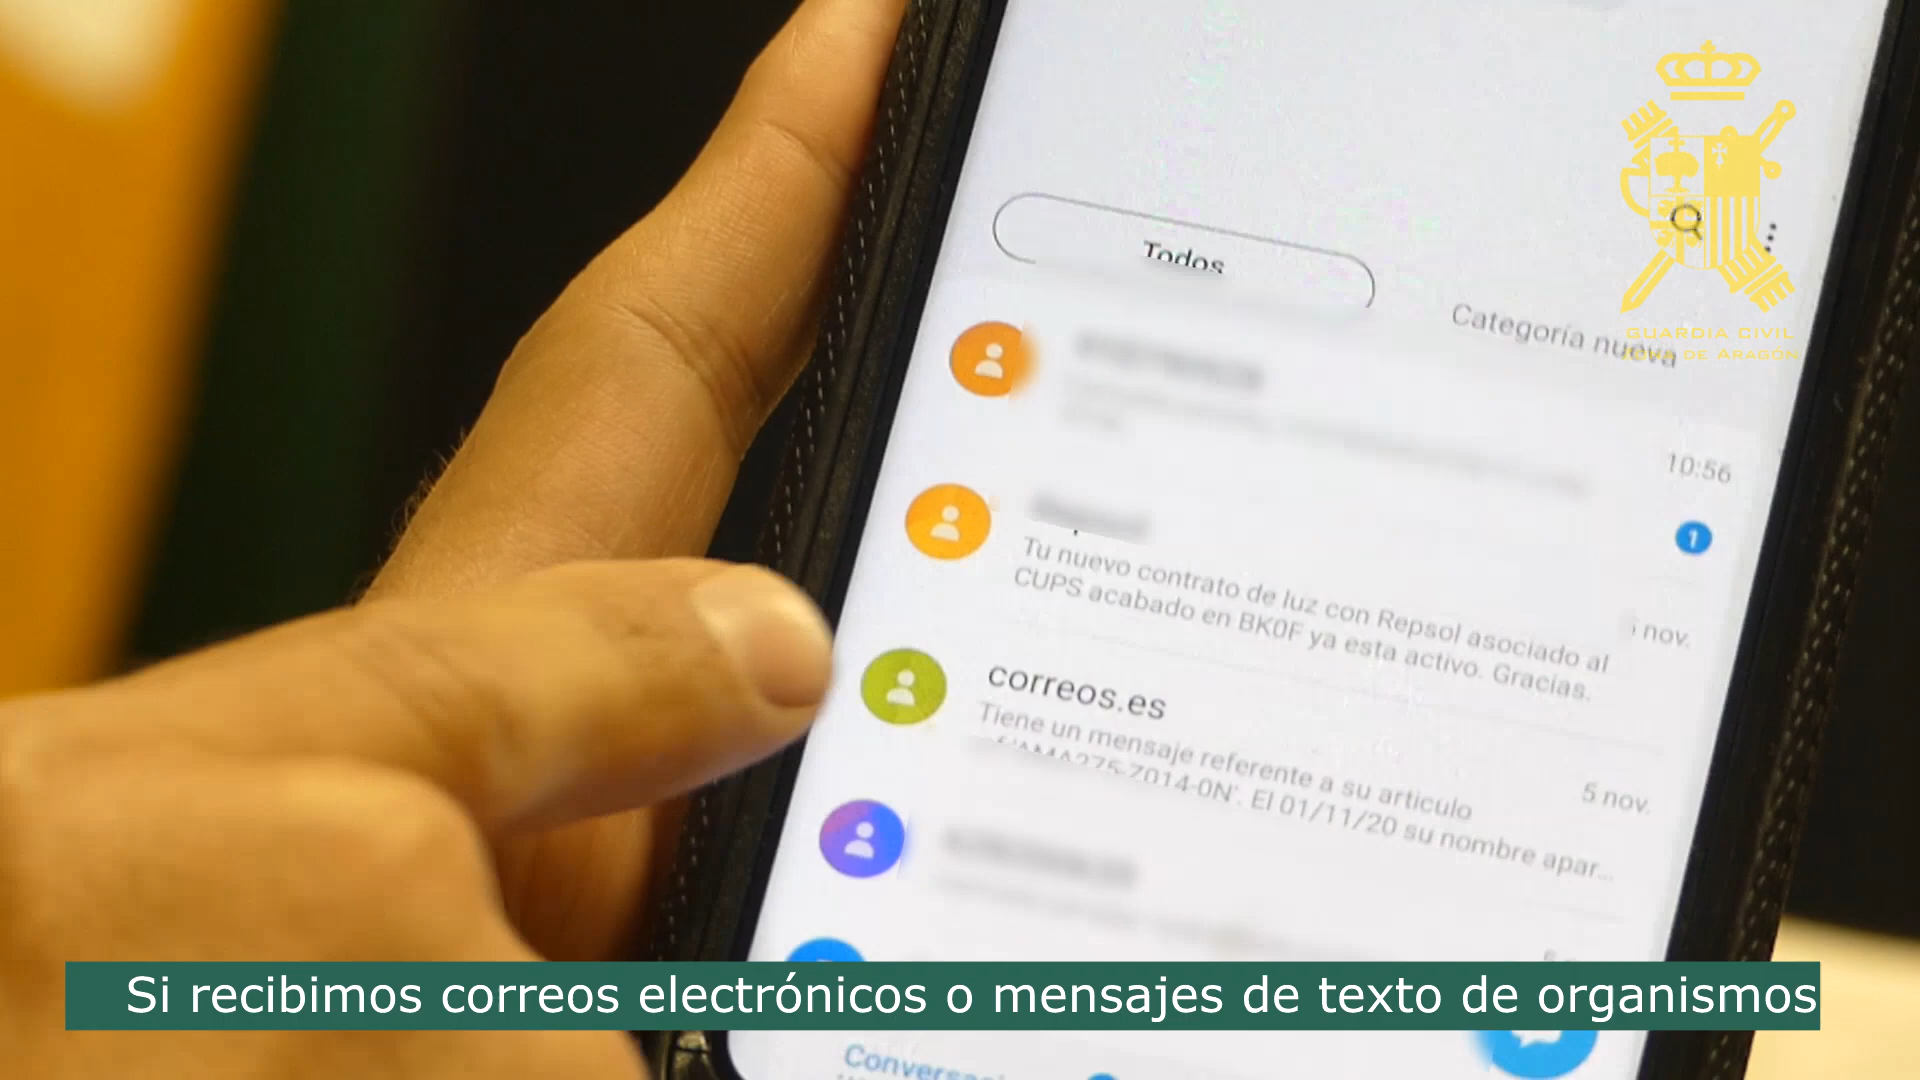 Todos
Categoría nueva
GUARDIA CIVIL
DE ARAGÓN
10:56
1
nov.
Tu nuevo contrato de luz con Repsol asociado al
CUPS acabado en BK0F ya esta activo. Gracias.
correos.es
Tiene un mensaje referente a su articulo
5 nov.
El 01/11/20 su nombre apar...
Si recibimos correos electrónicos o mensajes de texto de organismos